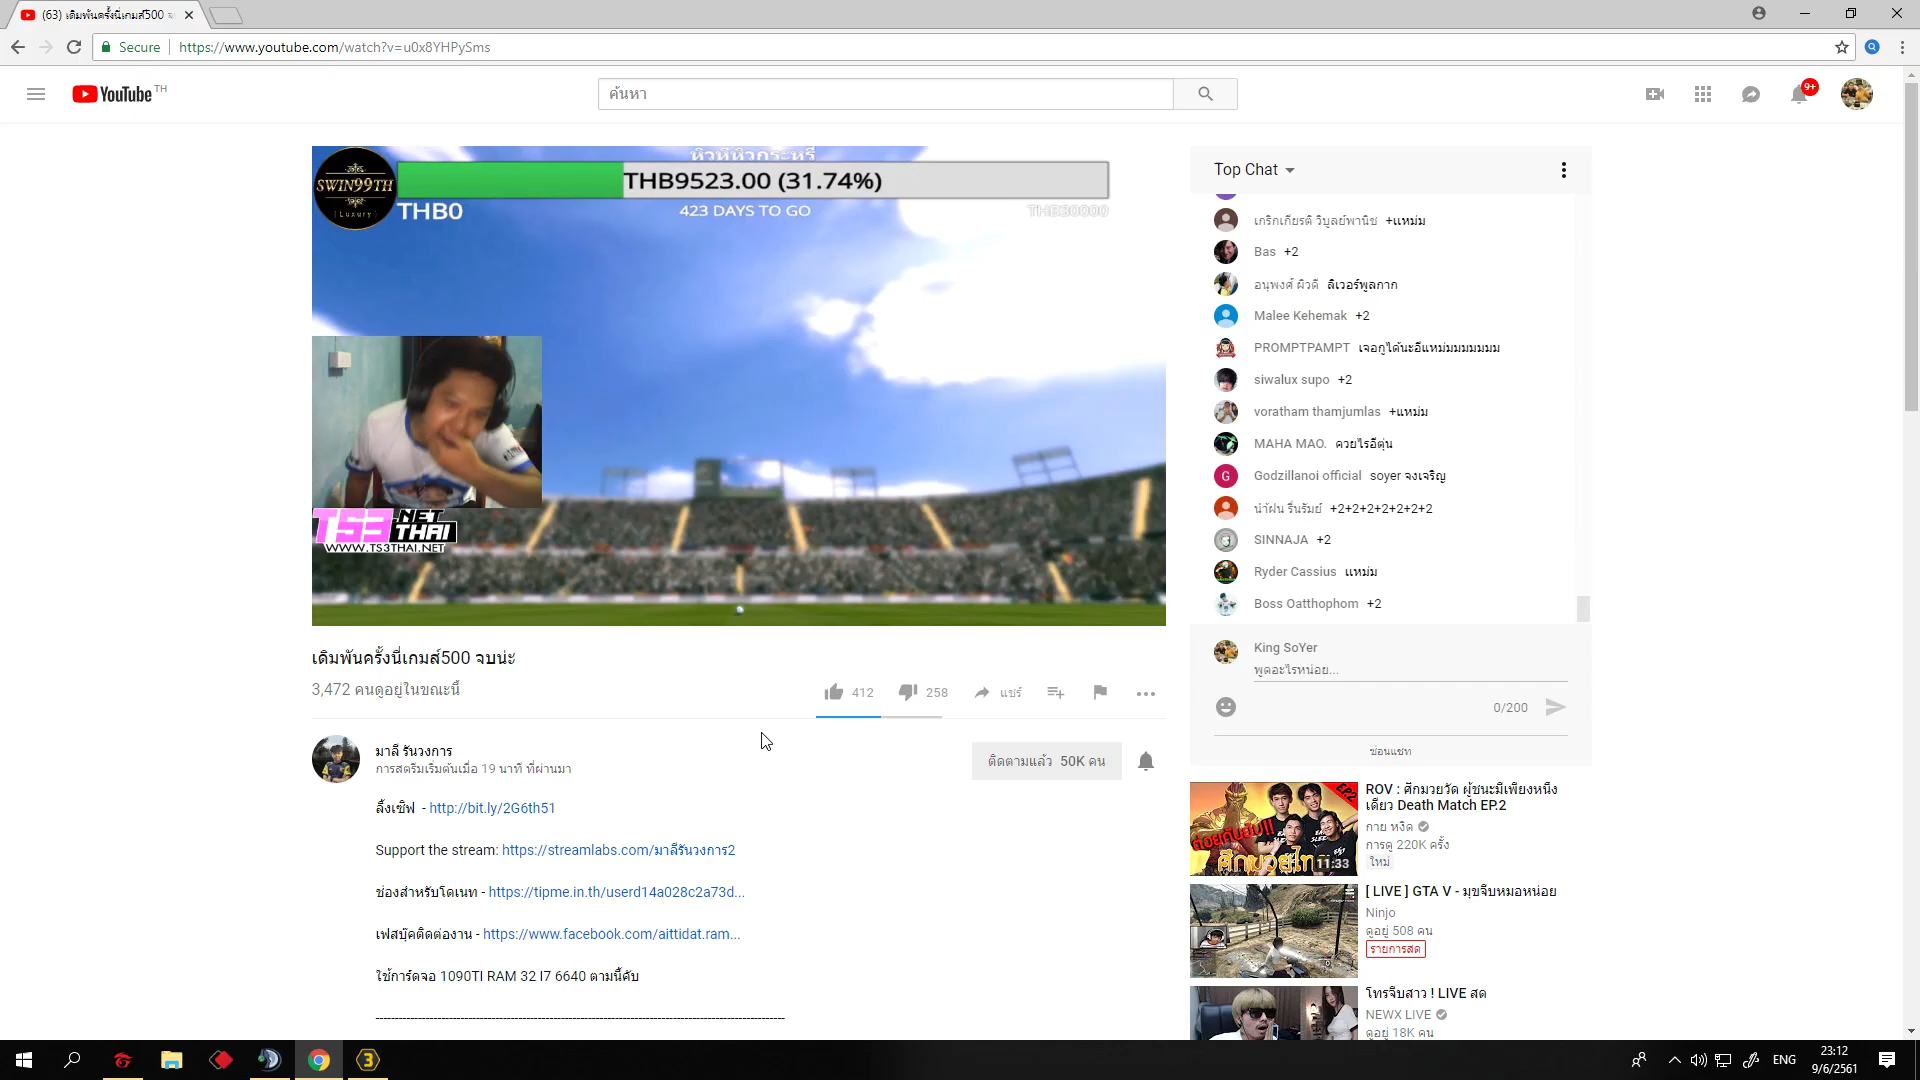 (63) เดิมพันครั้งนี้เกมส์500 จบ
Secure
https://www.youtube.com/watch?v=u0x8YHPySms
YouTube TH
ค้นหา
9+
หิวหีหิวกระหรี่
SWIN99TH
Luxury
THB9523.00 (31.74%)
THB0
423 DAYS TO GO
THB30000
TS3 NET
THAI
WWW.TS3THAI.NET
Top Chat
เกริกเกียรติ วิบูลย์พานิช +แหม่ม
Bas +2
อนุพงศ์ ผิวดี ลิเวอร์พูลกาก
Malee Kehemak +2
PROMPTPAMPT เจอกูได้นะอีแหม่มมมมมมม
siwalux supo +2
voratham thamjumlas +แหม่ม
MAHA MAO. ควยไรอีตุ่น
G
Godzillanoi official soyer จงเจริญ
น้ำฝน รื่นรัมย์ +2+2+2+2+2+2+2
SINNAJA +2
Ryder Cassius แหม่ม
Boss Oatthophom +2
King SoYer
พูดอะไรหน่อย...
0/200
ซ่อนแชท
เดิมพันครั้งนี้เกมส์500 จบน่ะ
3,472 คนดูอยู่ในขณะนี้
412
258
แชร์
มาลี รันวงการ
การสตรีมเริ่มต้นเมื่อ 19 นาที ที่ผ่านมา
ติดตามแล้ว 50K คน
ลิ้งเซิฟ - http://bit.ly/2G6th51
Support the stream: https://streamlabs.com/มาลีรันวงการ2
ช่องสำหรับโดเนท - https://tipme.in.th/userd14a028c2a73d...
เฟสบุ๊คติดต่องาน - https://www.facebook.com/aittidat.ram...
ใช้การ์ดจอ 1090TI RAM 32 I7 6640 ตามนี้คับ
EP.2
11:33
ROV : ศึกมวยวัด ผู้ชนะมีเพียงหนึ่ง
เดียว Death Match EP.2
กาย หงิด
การดู 220K ครั้ง
ใหม่
[ LIVE ] GTA V - มุขจีบหมอหน่อย
Ninjo
ดูอยู่ 508 คน
รายการสด
โทรจีบสาว ! LIVE สด
NEWX LIVE
ดูอยู่ 18K คน
ENG
23:12
9/6/2561